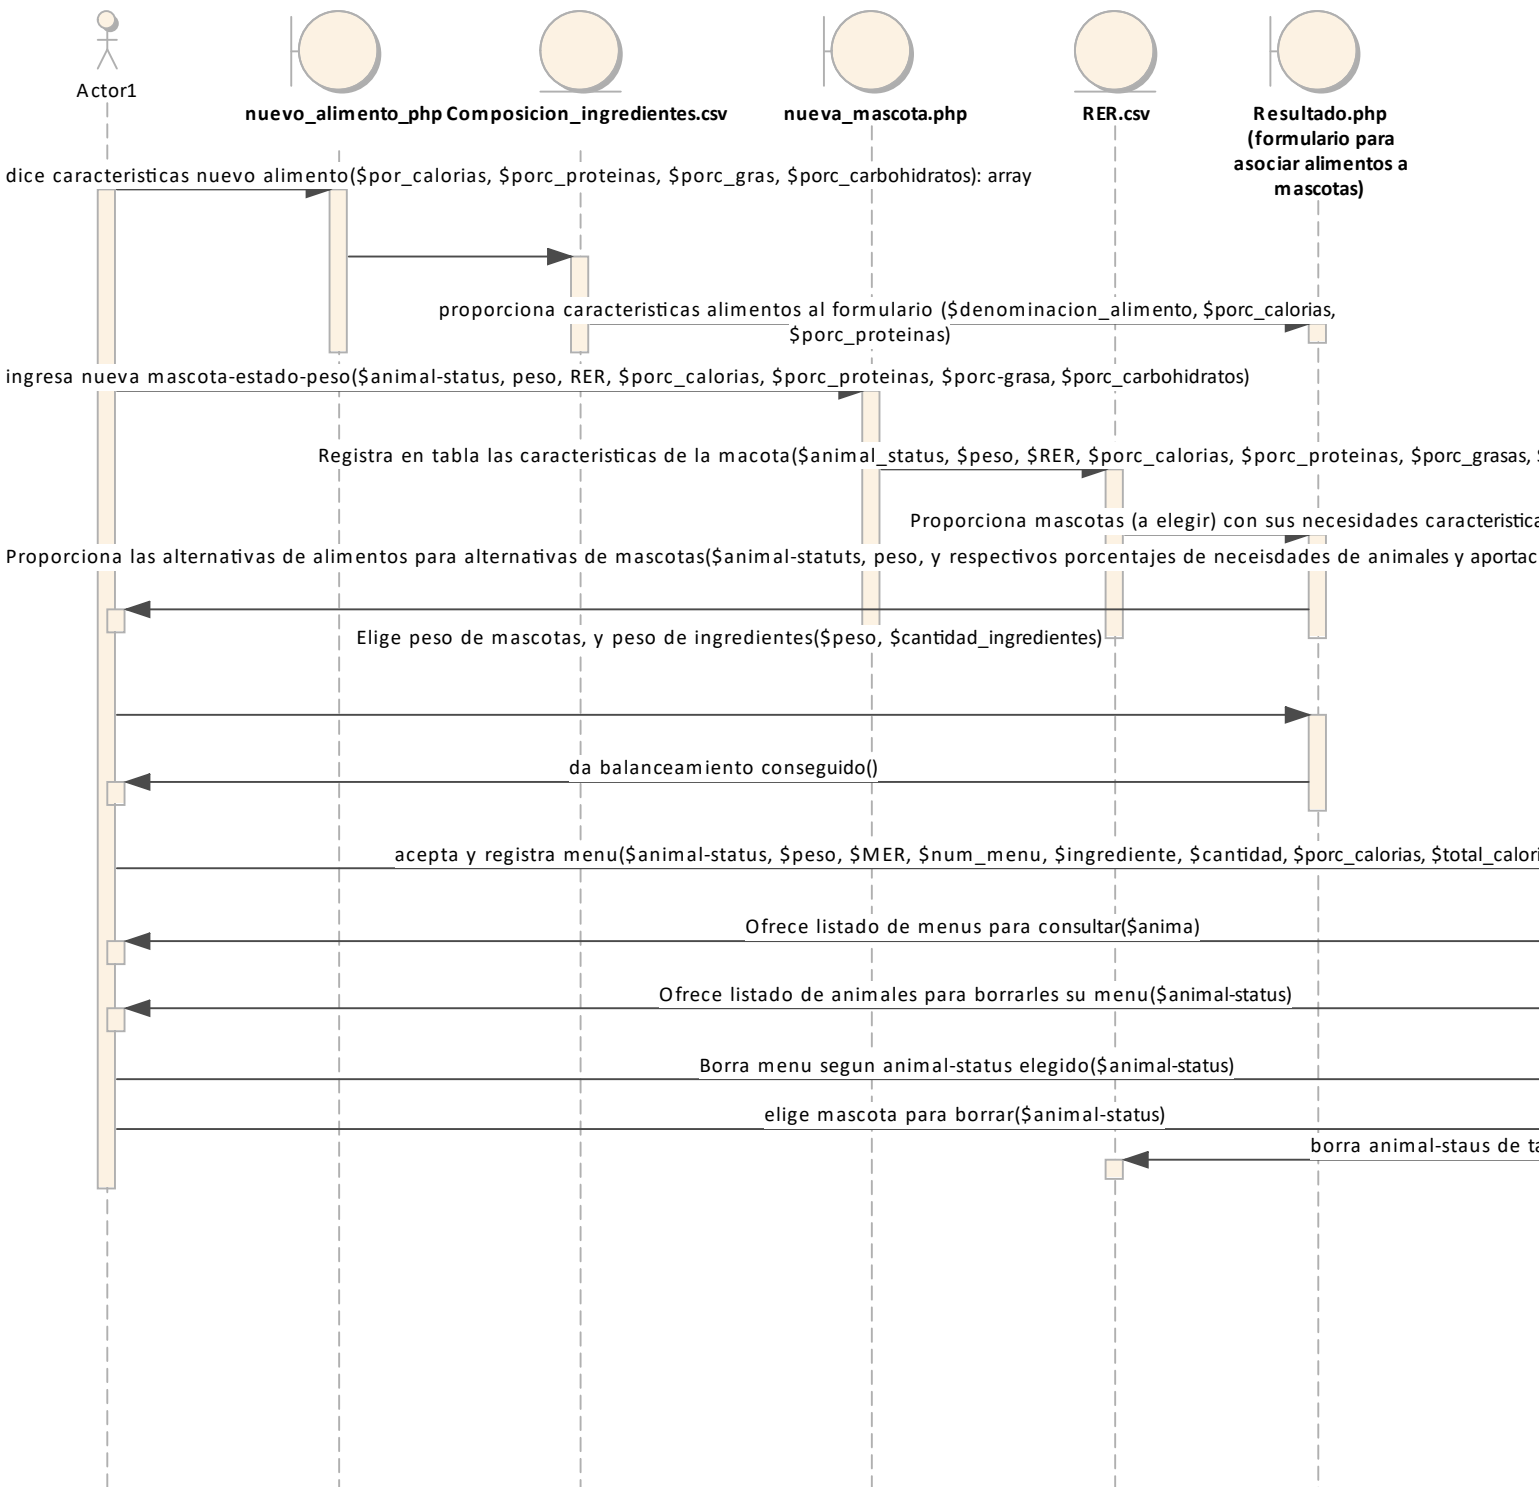 Actor1
nuevo_alimento_php
Composicion_ingredientes.csv
nueva_mascota.php
RER.csv
Resultado.php
(formulario para
asociar alimentos a
mascotas)
dice caracteristicas nuevo alimento($por_calorias, $porc_proteinas, $porc_gras, $porc_carbohidratos): array
proporciona caracteristicas alimentos al formulario ($denominacion_alimento, $porc_calorias,
$porc_proteinas)
ingresa nueva mascota-estado-peso($animal-status, peso, RER, $porc_calorias, $porc_proteinas, $porc-grasa, $porc_carbohidratos)
Registra en tabla las caracteristicas de la macota($animal_status, $peso, $RER, $porc_calorias, $porc_proteinas, $porc_grasas,
Proporciona mascotas (a elegir) con sus necesidades caracteristica
Proporciona las alternativas de alimentos para alternativas de mascotas($animal-statuts, peso, y respectivos porcentajes de neceisdades de animales y aportac
Elige peso de mascotas, y peso de ingredientes($peso, $cantidad_ingredientes)
da balanceamiento conseguido()
acepta y registra menu($animal-status, $peso, $MER, $num_menu, $ingrediente, $cantidad, $porc_calorias, $total_calori
Ofrece listado de menus para consultar($anima)
Ofrece listado de animales para borrarles su menu($animal-status)
Borra menu segun animal-status elegido($animal-status)
elige mascota para borrar($animal-status)
borra animal-staus de ta